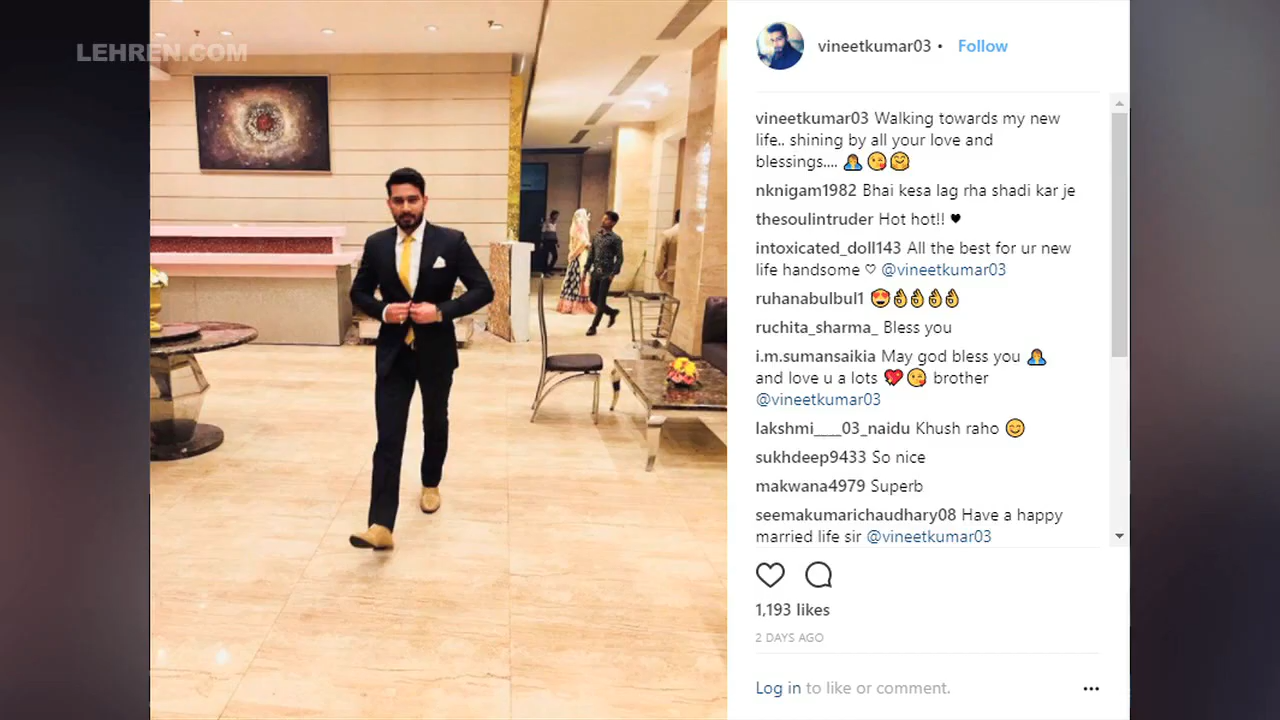 LEHREN.COM
vineetkumar03 • Follow
vineetkumar03 Walking towards my new
life.. shining by all your love and
blessings.... 🤦‍♂️😘🤗
nknigam1982 Bhai kesa lag rha shadi kar je
thesoulintruder Hot hot!! ♥
intoxicated_doll143 All the best for ur new
life handsome ♡ @vineetkumar03
ruhanabulbul1 😍👌👌👌👌
ruchita_sharma_ Bless you
i.m.sumansaikia May god bless you 🤦‍♂️
and love u a lots 💖😘 brother
@vineetkumar03
lakshmi____03_naidu Khush raho 😊
sukhdeep9433 So nice
makwana4979 Superb
seemakumarichaudhary08 Have a happy
married life sir @vineetkumar03
1,193 likes
2 DAYS AGO
Log in to like or comment.